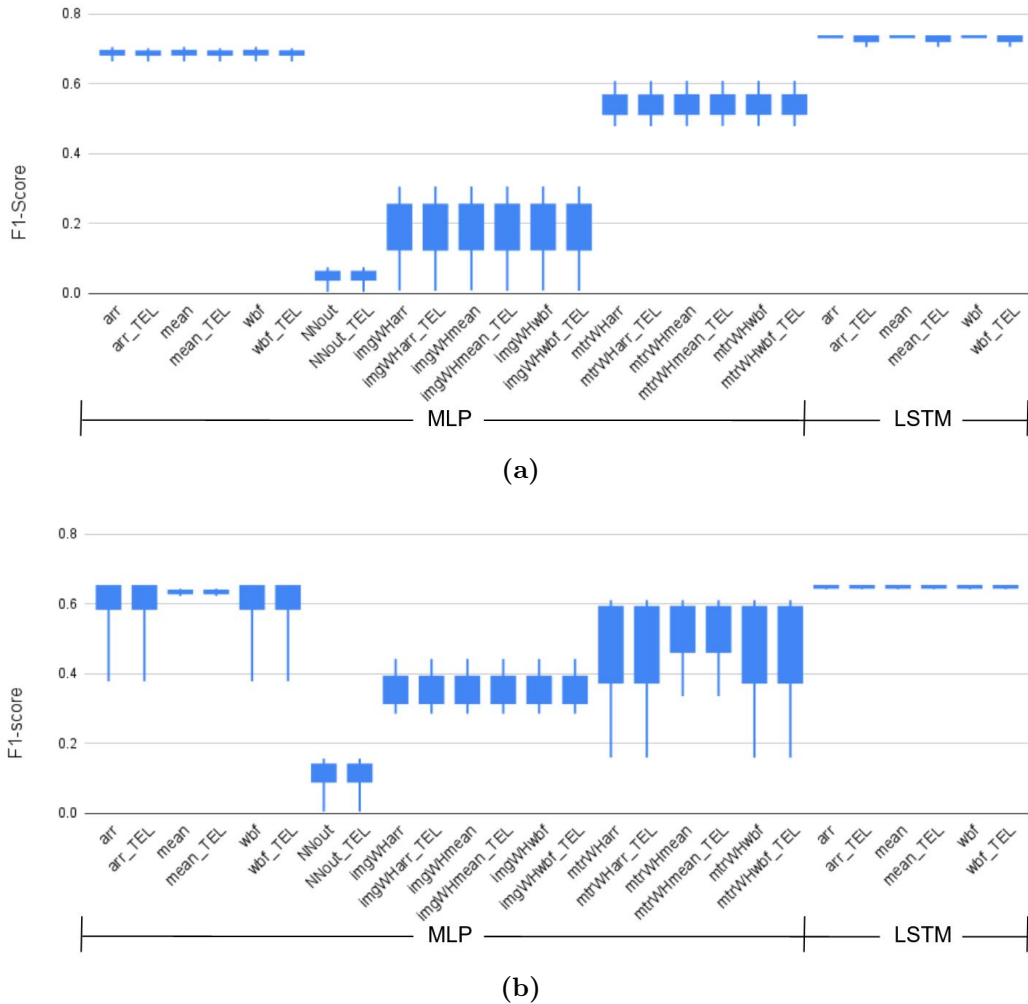 0.8
0.6
0.4
0.2
0.0
F1-Score
arr
arr_TEL
mean
mean_TEL
wbf
wbf_TEL
NNout
NNout_TEL
imgWHarr
imgWHarr_TEL
imgWHmean
imgWHmean_TEL
imgWHwbf
imgWHwbf_TEL
mtrWHarr
mtrWHarr_TEL
mtrWHmean
mtrWHmean_TEL
mtrWHwbf
mtrWHwbf_TEL
arr
arr_TEL
mean
mean_TEL
wbf
wbf_TEL
MLP LSTM
(a)
0.8
0.6
0.4
0.2
0.0
F1-score
arr
arr_TEL
mean
mean_TEL
wbf
wbf_TEL
NNout
NNout_TEL
imgWHarr
imgWHarr_TEL
imgWHmean
imgWHmean_TEL
imgWHwbf
imgWHwbf_TEL
mtrWHarr
mtrWHarr_TEL
mtrWHmean
mtrWHmean_TEL
mtrWHwbf
mtrWHwbf_TEL
arr
arr_TEL
mean
mean_TEL
wbf
wbf_TEL
MLP LSTM
(b)